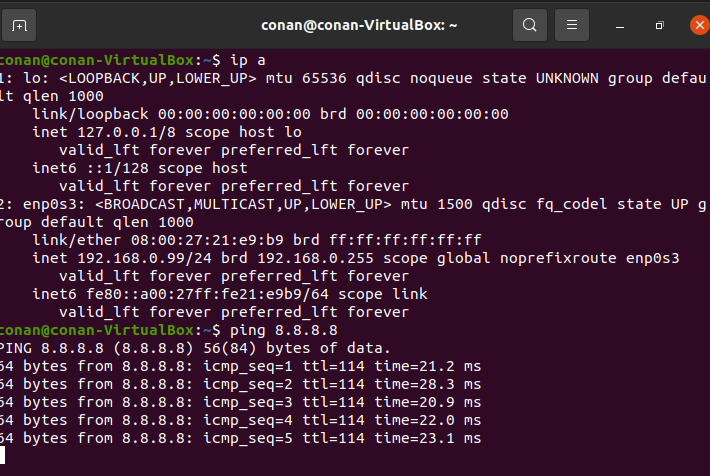 conan@conan-VirtualBox: ~
conan@conan-VirtualBox:~$ ip a
1: lo: <LOOPBACK,UP,LOWER_UP> mtu 65536 qdisc noqueue state UNKNOWN group defau
lt qlen 1000
    link/loopback 00:00:00:00:00:00 brd 00:00:00:00:00:00
    inet 127.0.0.1/8 scope host lo
       valid_lft forever preferred_lft forever
    inet6 ::1/128 scope host
       valid_lft forever preferred_lft forever
2: enp0s3: <BROADCAST,MULTICAST,UP,LOWER_UP> mtu 1500 qdisc fq_codel state UP g
roup default qlen 1000
    link/ether 08:00:27:21:e9:b9 brd ff:ff:ff:ff:ff:ff
    inet 192.168.0.99/24 brd 192.168.0.255 scope global noprefixroute enp0s3
       valid_lft forever preferred_lft forever
    inet6 fe80::a00:27ff:fe21:e9b9/64 scope link
       valid_lft forever preferred_lft forever
conan@conan-VirtualBox:~$ ping 8.8.8.8
PING 8.8.8.8 (8.8.8.8) 56(84) bytes of data.
64 bytes from 8.8.8.8: icmp_seq=1 ttl=114 time=21.2 ms
64 bytes from 8.8.8.8: icmp_seq=2 ttl=114 time=28.3 ms
64 bytes from 8.8.8.8: icmp_seq=3 ttl=114 time=20.9 ms
64 bytes from 8.8.8.8: icmp_seq=4 ttl=114 time=22.0 ms
64 bytes from 8.8.8.8: icmp_seq=5 ttl=114 time=23.1 ms